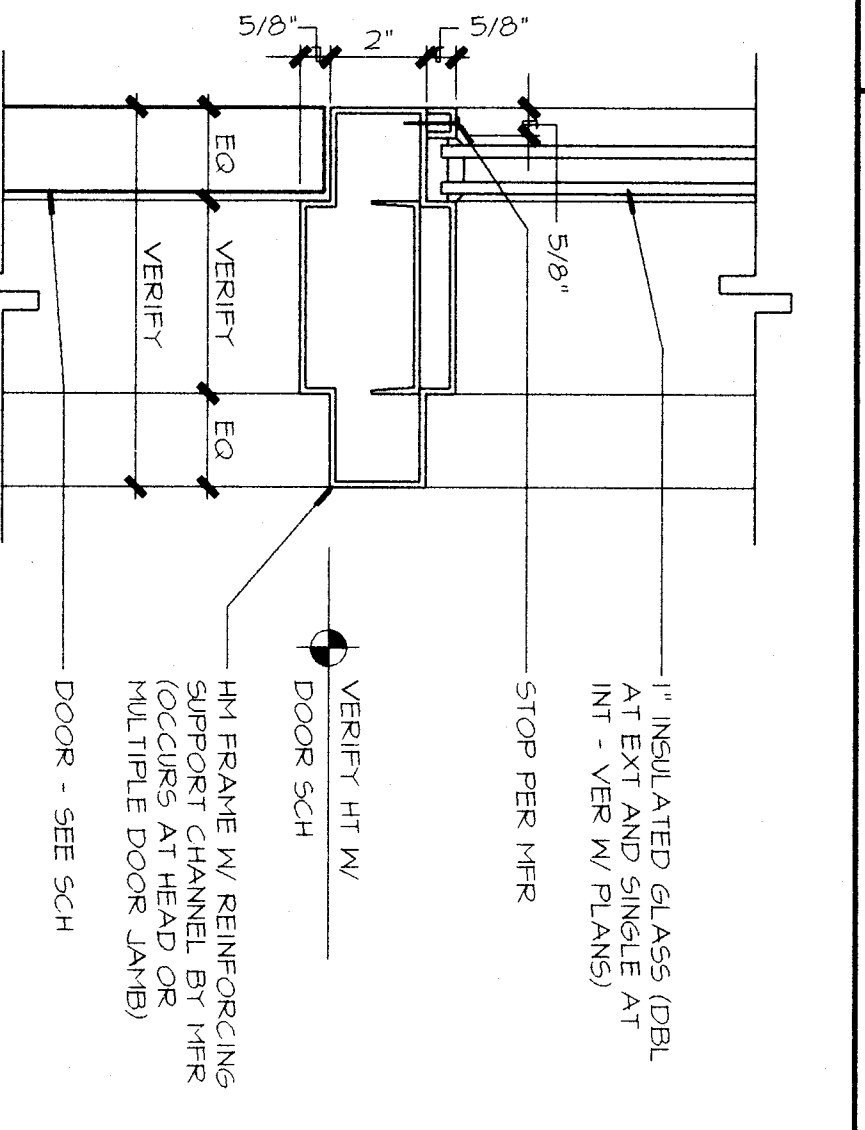 5/8"
2"
5/8"
5/8"
EQ
VERIFY
EQ
VERIFY
1" INSULATED GLASS (DBL
AT EXT AND SINGLE AT
INT - VER W/ PLANS)
STOP PER MFR
VERIFY HT W/
DOOR SCH
HM FRAME W/ REINFORCING
SUPPORT CHANNEL BY MFR
(OCCURS AT HEAD OR
MULTIPLE DOOR JAMB)
DOOR - SEE SCH